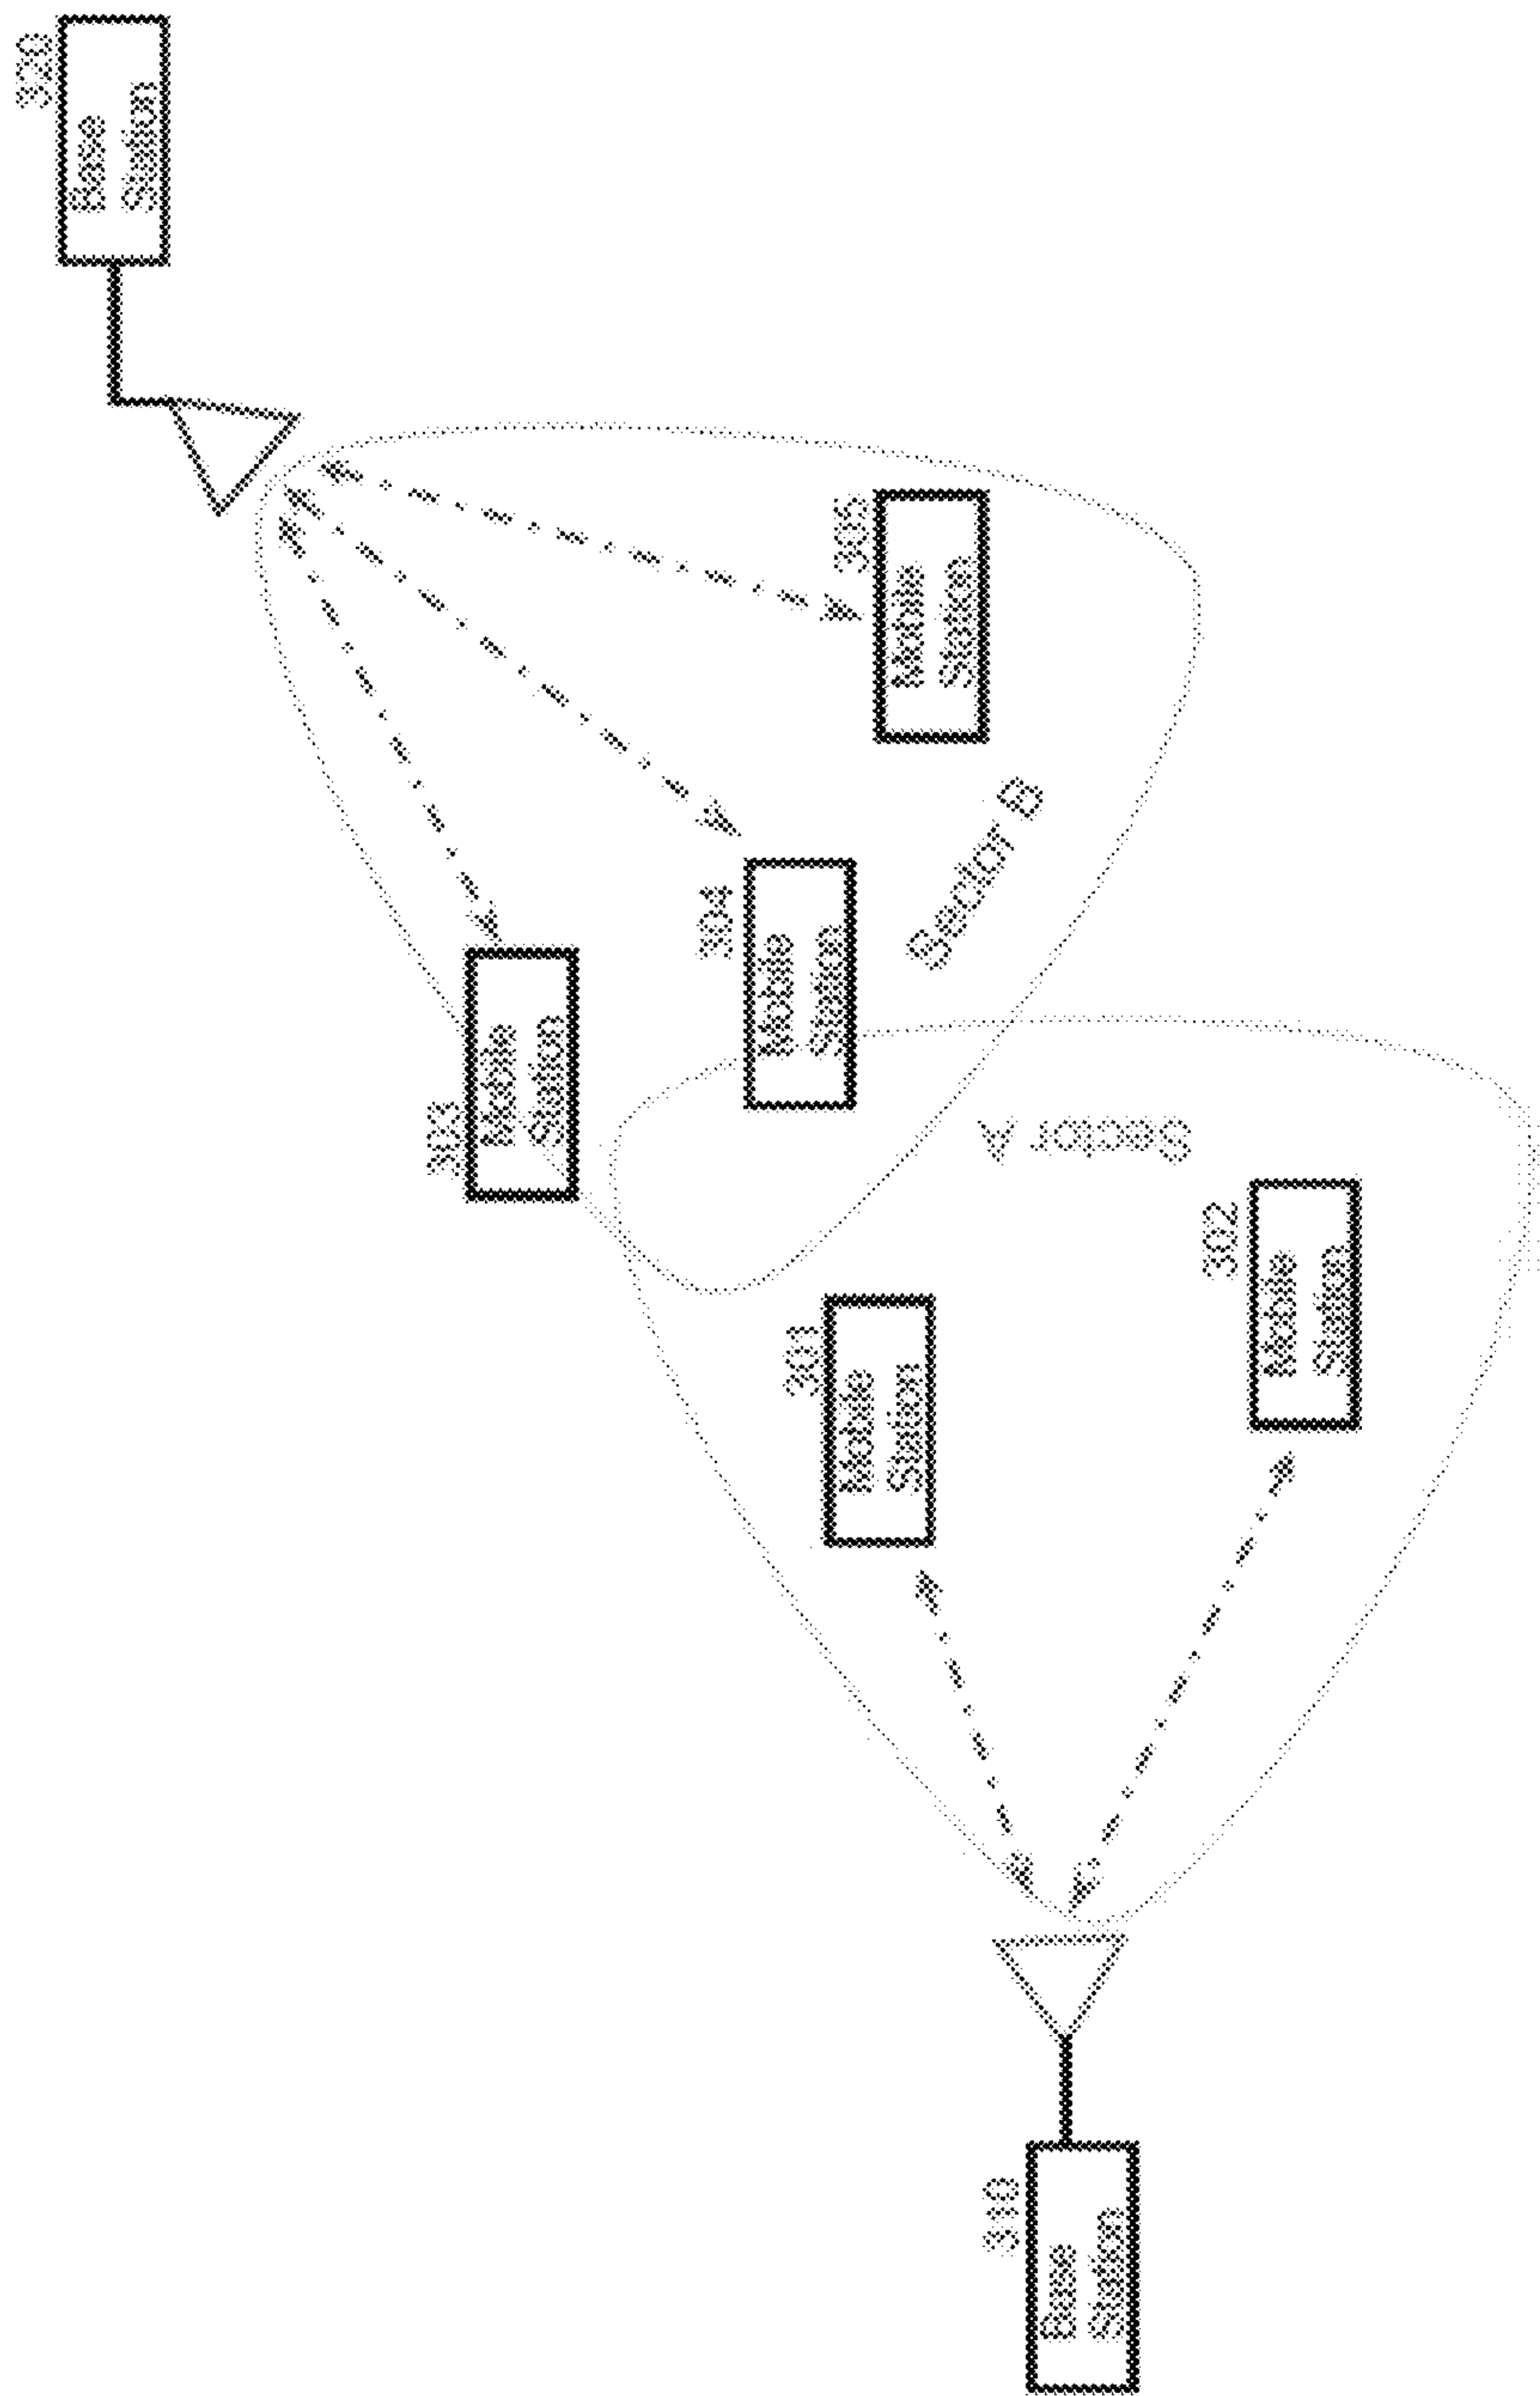 320
Base
Station
305
Mobile
Station
304
Mobile
Station
Sector B
303
Mobile
Station
Sector A
302
Mobile
Station
301
Mobile
Station
310
Base
Station